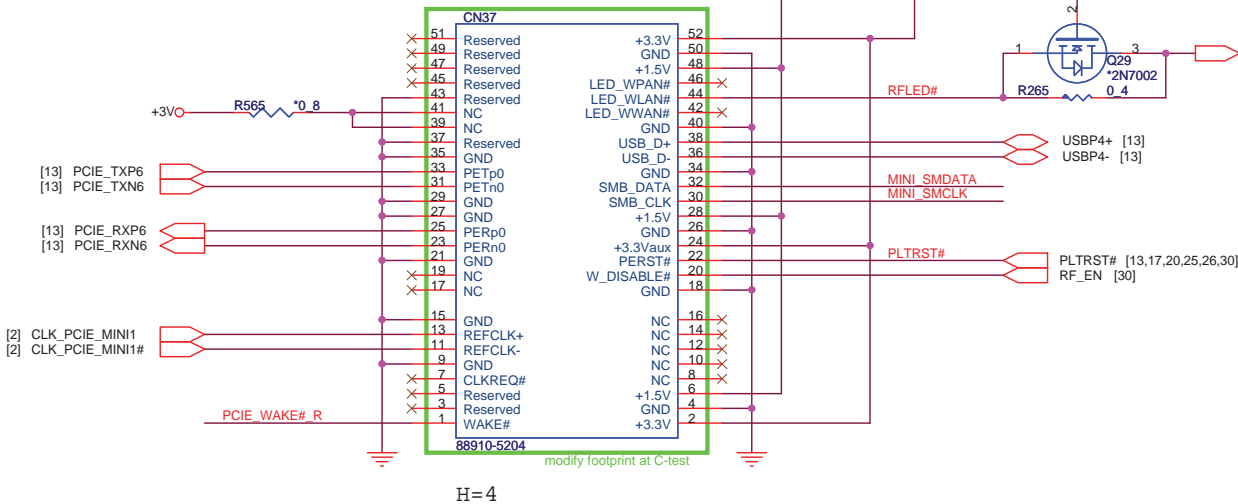 CN37
51 Reserved +3.3V 52
49 Reserved GND 50
47 Reserved +1.5V 48
45 Reserved LED_WPAN# 46
43 Reserved LED_WLAN# 44 RFLED#
+3V R565 *0_8 41 NC LED_WWAN# 42
39 NC GND 40
37 Reserved USB_D+ 38 USBP4+ [13]
35 GND USB_D- 36 USBP4- [13]
[13] PCIE_TXP6 33 PETp0 GND 34
[13] PCIE_TXN6 31 PETn0 SMB_DATA 32 MINI_SMDATA
29 GND SMB_CLK 30 MINI_SMCLK
27 GND +1.5V 28
[13] PCIE_RXP6 25 PERp0 GND 26
[13] PCIE_RXN6 23 PERn0 +3.3Vaux 24
21 GND PERST# 22 PLTRST# PLTRST# [13,17,20,25,26,30]
19 NC W_DISABLE# 20 RF_EN [30]
17 NC GND 18
15 GND NC 16
[2] CLK_PCIE_MINI1 13 REFCLK+ NC 14
[2] CLK_PCIE_MINI1# 11 REFCLK- NC 12
9 GND NC 10
7 CLKREQ# NC 8
5 Reserved +1.5V 6
3 Reserved GND 4
PCIE_WAKE#_R 1 WAKE# +3.3V 2
88910-5204
modify footprint at C-test
H=4
2
1 3
Q29
*2N7002
R265 0_4